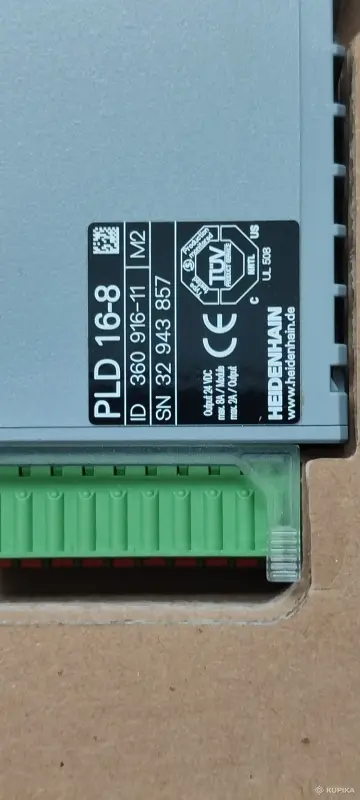 PLD 16-8
ID 360 916-11 M2
SN 32 943 857
Output 24 VDC
max. 8A / Module
max. 2A / Output
CE
TÜV
Production monitored
NRTL
C US
UL 508
HEIDENHAIN
www.heidenhain.de
KUPIKA